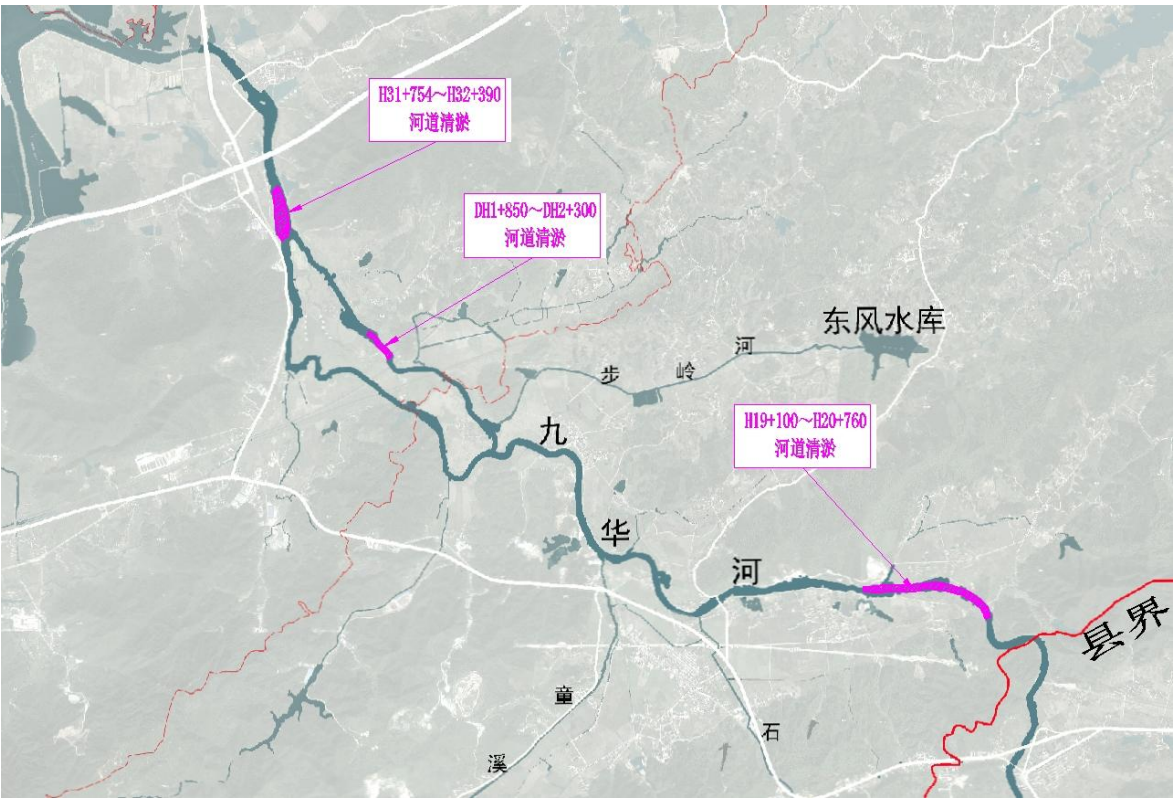 H31+754～H32+390
河道清淤
DH1+850～DH2+300
河道清淤
东风水库
步岭河
H19+100～H20+760
河道清淤
九华河
县界
童溪
石